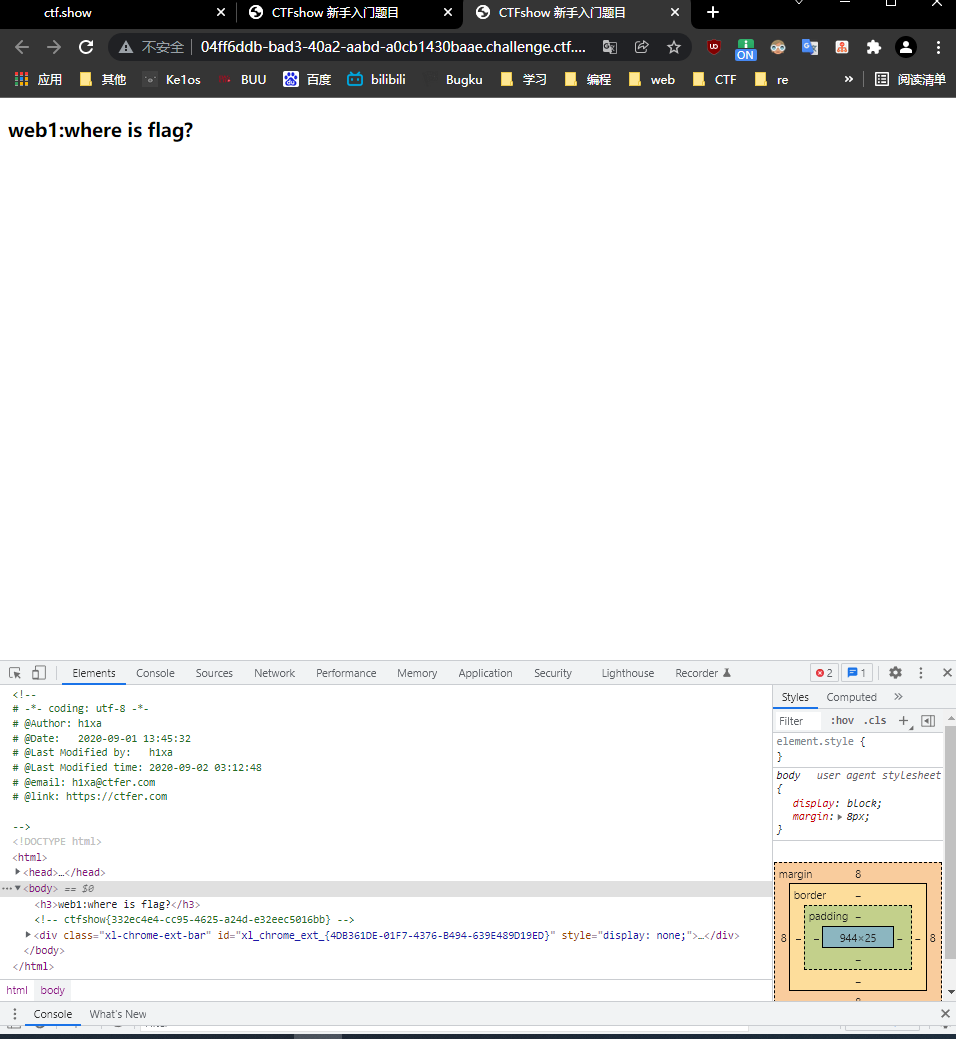 ctf.show
CTFshow 新手入门题目
CTFshow 新手入门题目
不安全 04ff6ddb-bad3-40a2-aabd-a0cb1430baae.challenge.ctf....
ON
应用 其他 Ke1os BUU 百度 bilibili Bugku 学习 编程 web CTF re » 阅读清单
web1:where is flag?
Elements Console Sources Network Performance Memory Application Security Lighthouse Recorder 2 1
<!--
# -*- coding: utf-8 -*-
# @Author: h1xa
# @Date:   2020-09-01 13:45:32
# @Last Modified by:   h1xa
# @Last Modified time: 2020-09-02 03:12:48
# @email: h1xa@ctfer.com
# @link: https://ctfer.com
-->
<!DOCTYPE html>
<html>
<head>…</head>
<body> == $0
<h3>web1:where is flag?</h3>
<!-- ctfshow{332ec4e4-cc95-4625-a24d-e32eec5016bb} -->
<div class="xl-chrome-ext-bar" id="xl_chrome_ext_{4DB361DE-01F7-4376-B494-639E489D19ED}" style="display: none;">…</div>
</body>
</html>
html body
Styles Computed »
Filter :hov .cls +
element.style {
}
body user agent stylesheet
{
display: block;
margin: 8px;
}
margin 8
border –
padding –
8 – – 944×25 – – 8
–
–
Console What's New